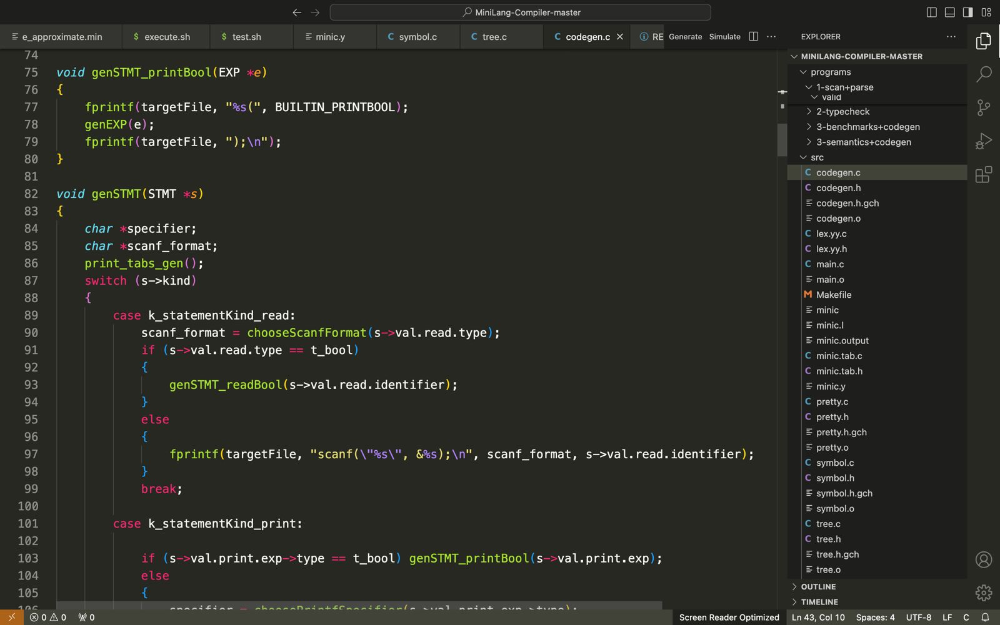 MiniLang-Compiler-master
e_approximate.min
$ execute.sh
$ test.sh
minic.y
C symbol.c
C tree.c
C codegen.c
RE
Generate
Simulate
74
75 void genSTMT_printBool(EXP *e)
76 {
77 fprintf(targetFile, "%s(", BUILTIN_PRINTBOOL);
78 genEXP(e);
79 fprintf(targetFile, ");\n");
80 }
81
82 void genSTMT(STMT *s)
83 {
84 char *specifier;
85 char *scanf_format;
86 print_tabs_gen();
87 switch (s->kind)
88 {
89 case k_statementKind_read:
90 scanf_format = chooseScanfFormat(s->val.read.type);
91 if (s->val.read.type == t_bool)
92 {
93 genSTMT_readBool(s->val.read.identifier);
94 }
95 else
96 {
97 fprintf(targetFile, "scanf(\"%s\", &%s);\n", scanf_format, s->val.read.identifier);
98 }
99 break;
100
101 case k_statementKind_print:
102
103 if (s->val.print.exp->type == t_bool) genSTMT_printBool(s->val.print.exp);
104 else
105 {
106 specifier = choosePrintfSpecifier(s->val.print.exp->type);
EXPLORER
MINILANG-COMPILER-MASTER
programs
1-scan+parse
valid
2-typecheck
3-benchmarks+codegen
3-semantics+codegen
src
C codegen.c
C codegen.h
codegen.h.gch
codegen.o
C lex.yy.c
C lex.yy.h
C main.c
main.o
M Makefile
minic
minic.l
minic.output
C minic.tab.c
C minic.tab.h
minic.y
C pretty.c
C pretty.h
pretty.h.gch
pretty.o
C symbol.c
C symbol.h
symbol.h.gch
symbol.o
C tree.c
C tree.h
tree.h.gch
tree.o
OUTLINE
TIMELINE
0 0 0
Screen Reader Optimized
Ln 43, Col 10
Spaces: 4
UTF-8
LF
C